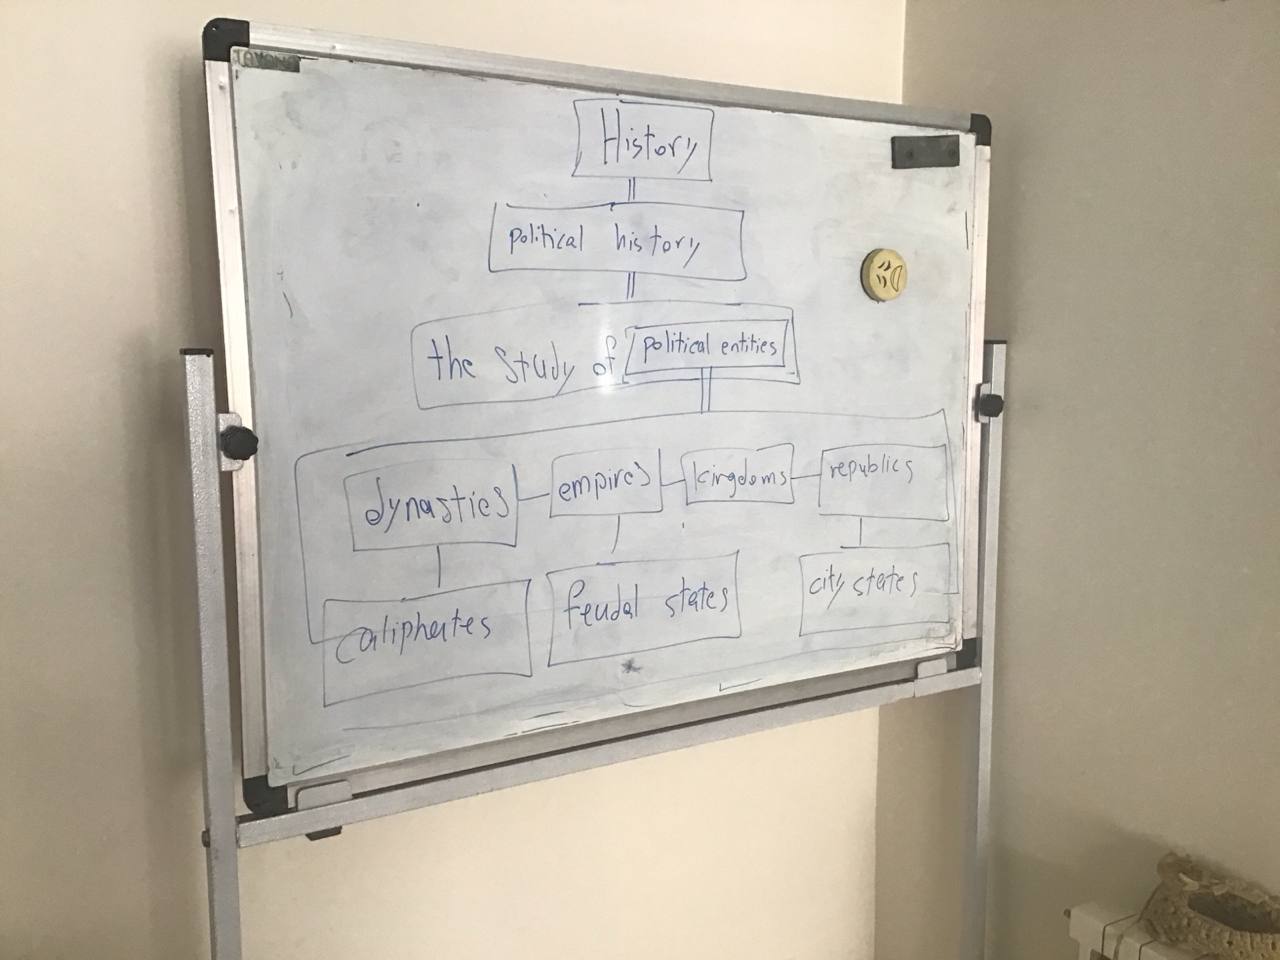 History
political history
the study of political entities
dynasties empires kingdoms republics
caliphates feudal states city states